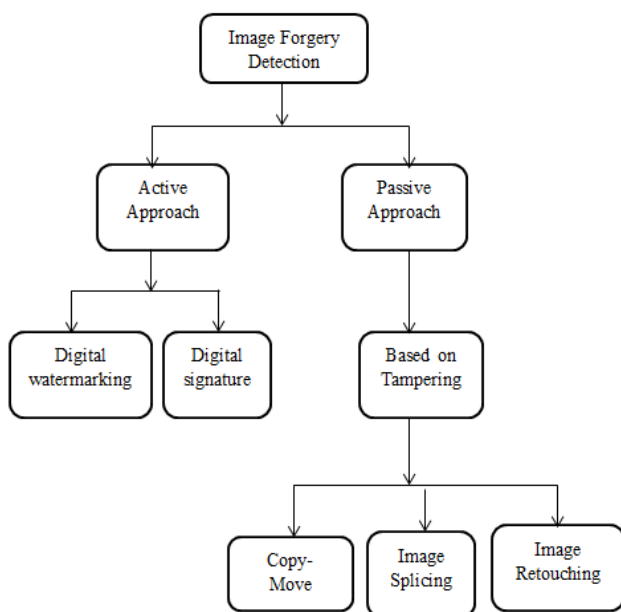 Image Forgery
Detection
Active
Approach
Passive
Approach
Digital
watermarking
Digital
signature
Based on
Tampering
Copy-
Move
Image
Splicing
Image
Retouching